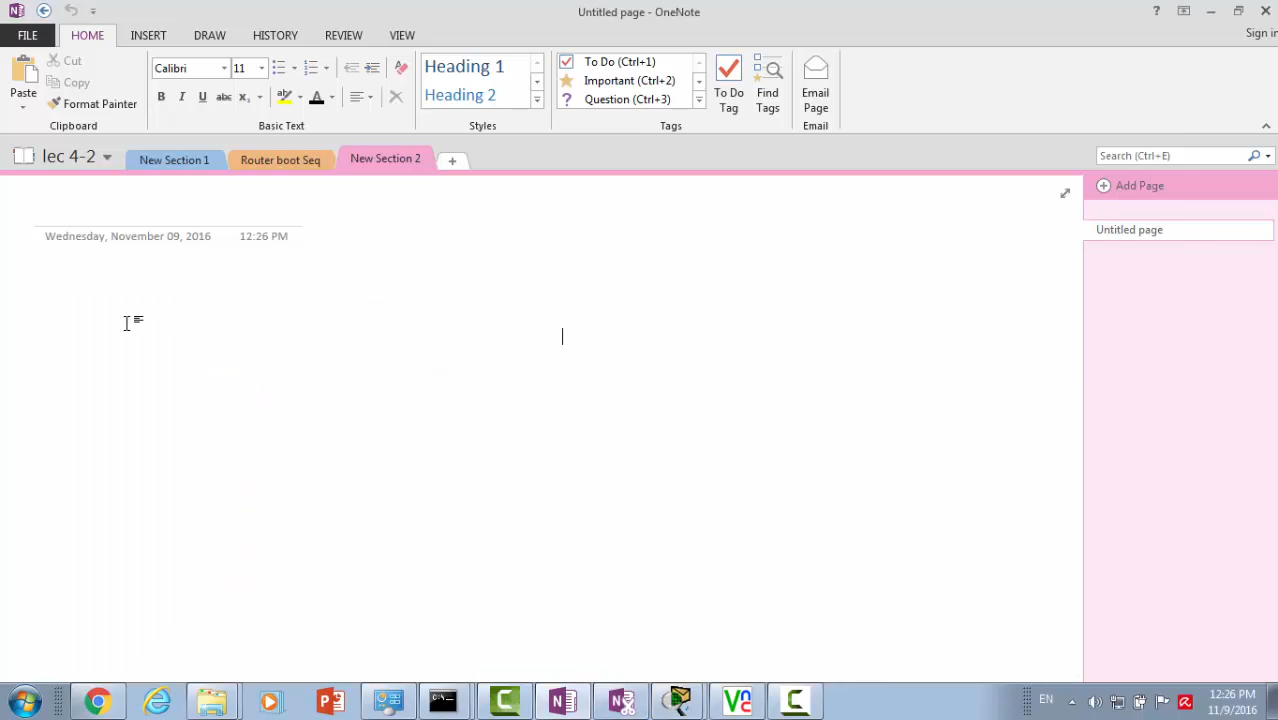 Untitled page - OneNote
?
FILE HOME INSERT DRAW HISTORY REVIEW VIEW
Sign in
Paste
Cut
Copy
Format Painter
Clipboard
Calibri 11
B I U abc X₂ A
Basic Text
Heading 1
Heading 2
Styles
To Do (Ctrl+1)
Important (Ctrl+2)
? Question (Ctrl+3)
To Do Tag
Find Tags
Tags
Email Page
Email
lec 4-2
New Section 1
Router boot Seq
New Section 2
+
Search (Ctrl+E)
Add Page
Untitled page
Wednesday, November 09, 2016 12:26 PM
EN
12:26 PM
11/9/2016